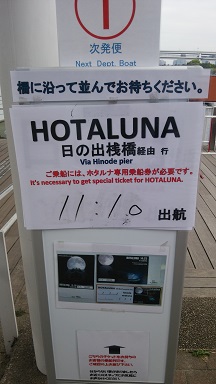 1
次発便
Next Dept. Boat
柵に沿って並んでお待ちください。
HOTALUNA
日の出桟橋経由 行
Via Hinode pier
ご乗船には、ホタルナ専用乗船券が必要です。
It's necessary to get special ticket for HOTALUNA.
11:10 出航